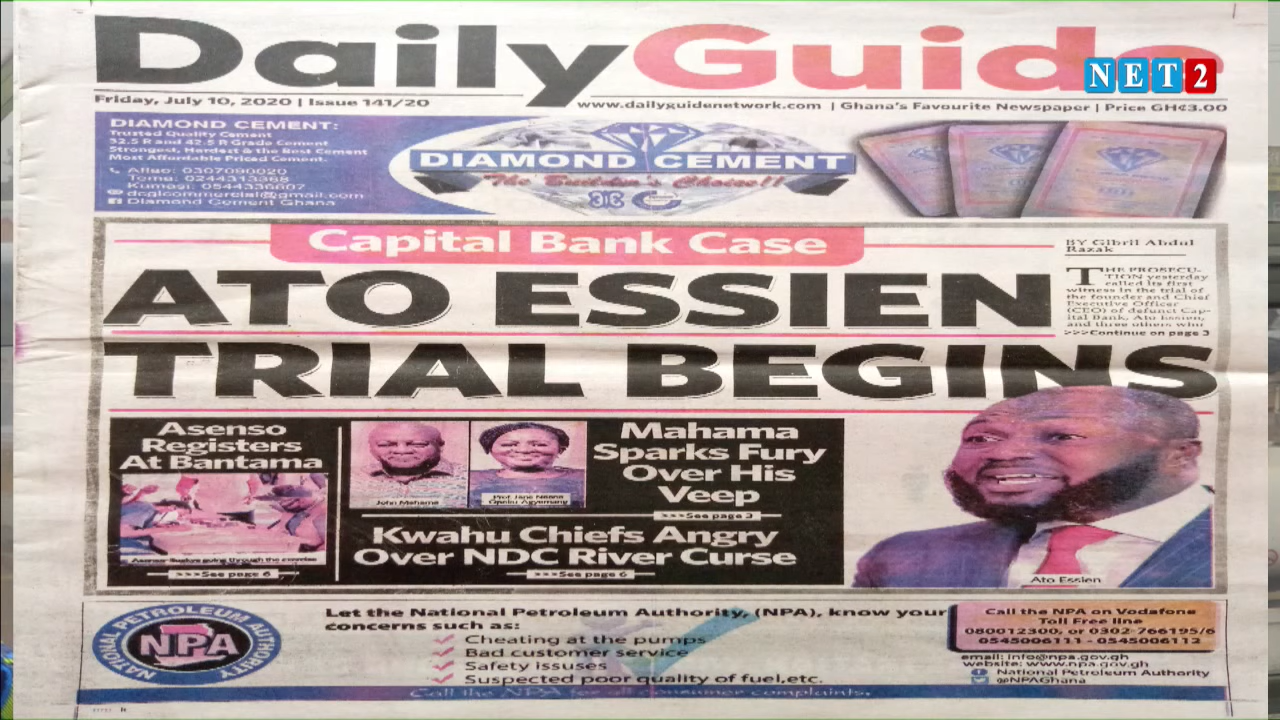 DailyGuide
NET2
Friday, July 10, 2020 | Issue 141/20
www.dailyguidenetwork.com | Ghana's Favourite Newspaper | Price GH¢3.00
DIAMOND CEMENT:
Trusted Quality Cement
32.5 R and 42.5 R Grade Cement
Strongest, Hardest & the Best Cement
Most Affordable Priced Cement.
Aflao: 0307090020
Tema: 0244313368
Kumasi: 0544336607
dcglcommercial@gmail.com
Diamond Cement Ghana
DIAMOND CEMENT
The Builder's Choice!!
Capital Bank Case
ATO ESSIEN
TRIAL BEGINS
BY Gibril Abdul
Razak
THE PROSECU-
TION yesterday
called its first
witness in the trial of
the founder and Chief
Executive Officer
(CEO) of defunct Cap-
ital Bank, Ato Essien,
and three others who
>>>Continue on page 3
Asenso
Registers
At Bantama
>>>See page 6
John Mahama
Prof. Jane Naana
Opoku Agyemang
Mahama
Sparks Fury
Over His
Veep
>>>See page 3
Kwahu Chiefs Angry
Over NDC River Curse
>>>See page 6
Ato Essien
NATIONAL PETROLEUM AUTHORITY
NPA
Let the National Petroleum Authority, (NPA), know your
concerns such as:
Cheating at the pumps
Bad customer service
Safety issuses
Suspected poor quality of fuel,etc.
Call the NPA for all consumer complaints.
Call the NPA on Vodafone
Toll Free line
080012300, or 0302-766195/6
0545006111 - 0545006112
email: info@npa.gov.gh
website: www.npa.gov.gh
National Petroleum Authority
@NPAGhana